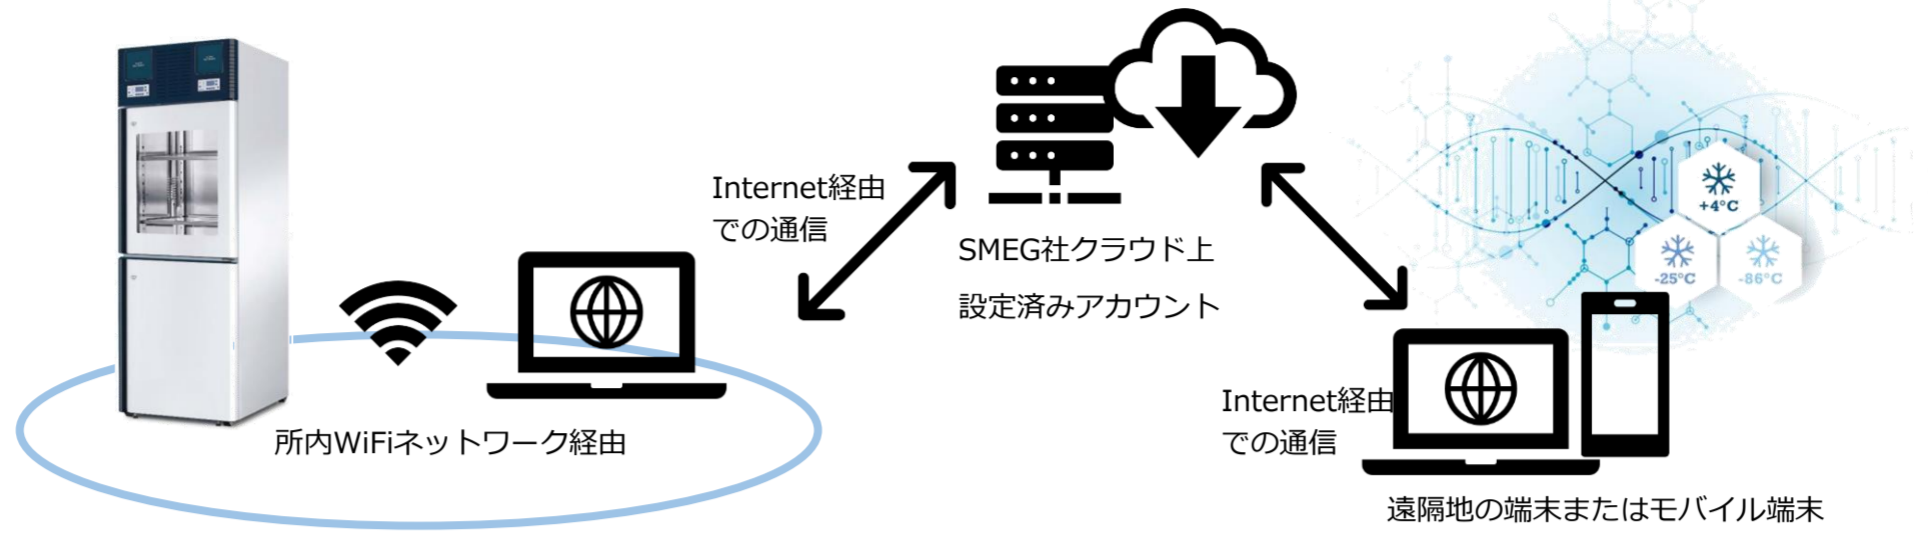 Internet経由
での通信
SMEG社クラウド上
設定済みアカウント
+4°C
-25°C
-86°C
所内WiFiネットワーク経由
Internet経由
での通信
遠隔地の端末またはモバイル端末